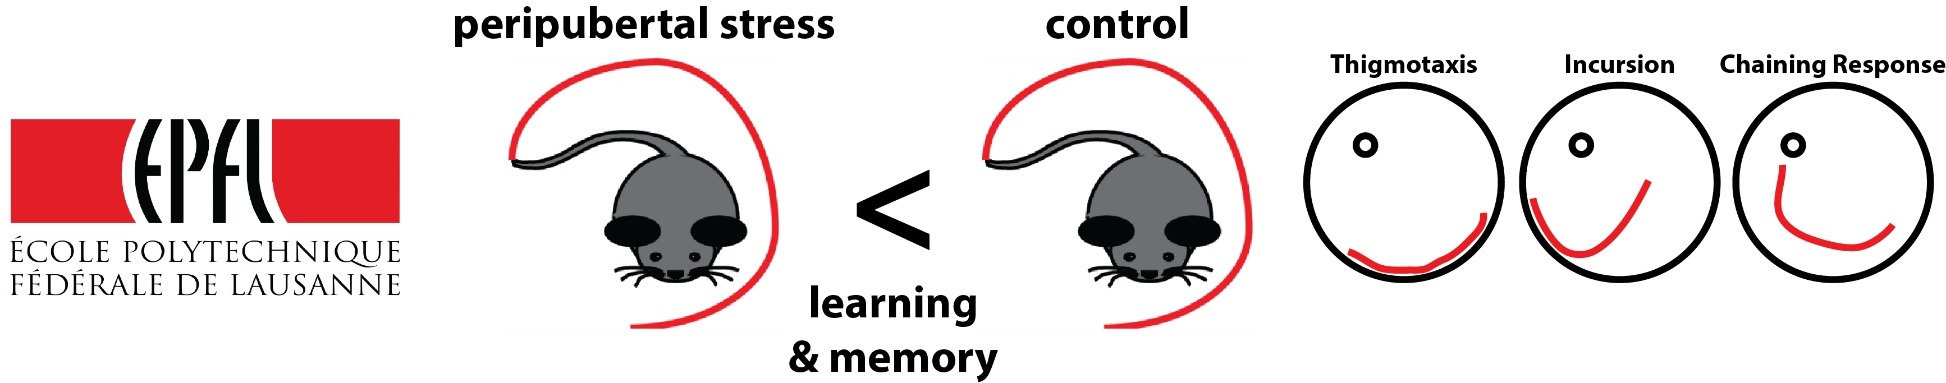 EPFL
ÉCOLE POLYTECHNIQUE
FÉDÉRALE DE LAUSANNE
peripubertal stress
<
control
learning
& memory
Thigmotaxis
Incursion
Chaining Response